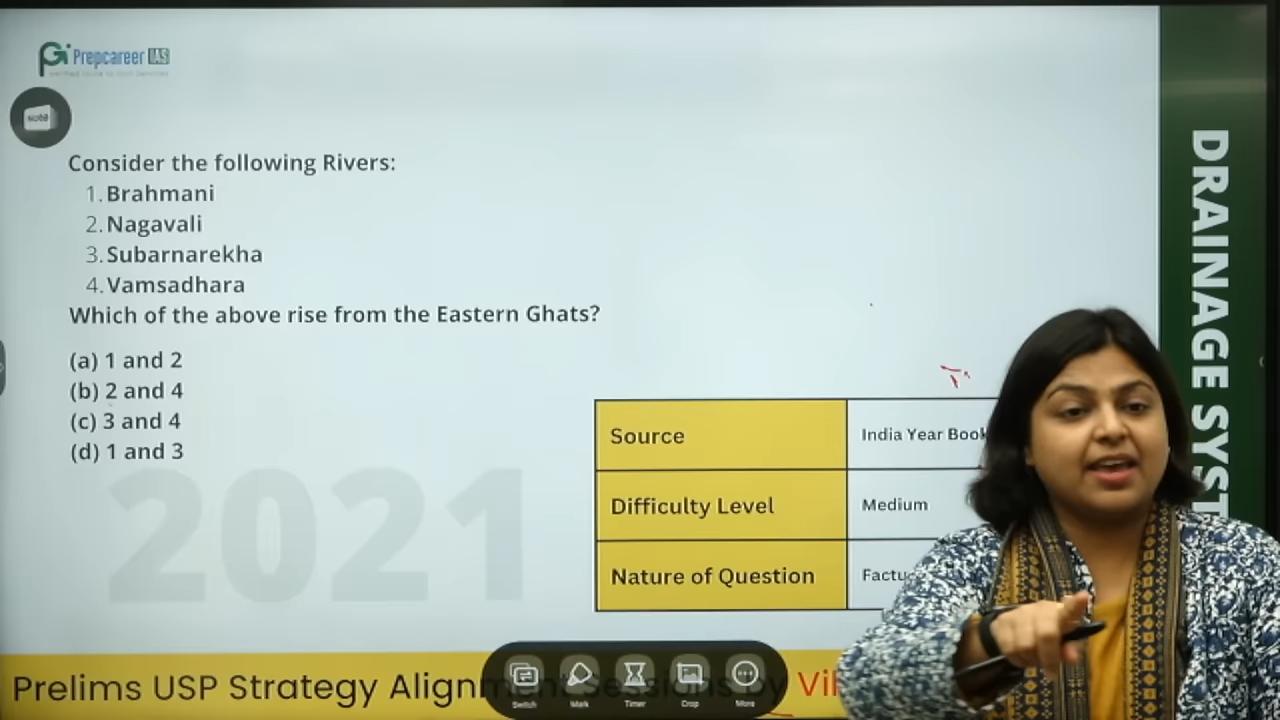 Prepcareer IAS
Consider the following Rivers:
1. Brahmani
2. Nagavali
3. Subarnarekha
4. Vamsadhara
Which of the above rise from the Eastern Ghats?
(a) 1 and 2
(b) 2 and 4
(c) 3 and 4
(d) 1 and 3
2021
Source
India Year Book
Difficulty Level
Medium
Nature of Question
DRAINAGE
Prelims USP Strategy Sessions by
Switch
Mark
Timer
Crop
More